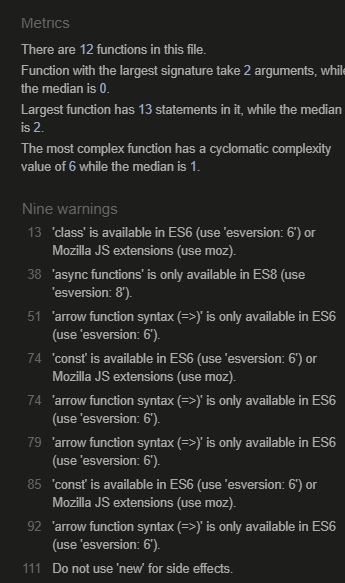 Metrics
There are 12 functions in this file.
Function with the largest signature take 2 arguments, while
the median is 0.
Largest function has 13 statements in it, while the median
is 2.
The most complex function has a cyclomatic complexity
value of 6 while the median is 1.
Nine warnings
13 'class' is available in ES6 (use 'esversion: 6') or
Mozilla JS extensions (use moz).
38 'async functions' is only available in ES8 (use
'esversion: 8').
51 'arrow function syntax (=>)' is only available in ES6
(use 'esversion: 6').
74 'const' is available in ES6 (use 'esversion: 6') or
Mozilla JS extensions (use moz).
74 'arrow function syntax (=>)' is only available in ES6
(use 'esversion: 6').
79 'arrow function syntax (=>)' is only available in ES6
(use 'esversion: 6').
85 'const' is available in ES6 (use 'esversion: 6') or
Mozilla JS extensions (use moz).
92 'arrow function syntax (=>)' is only available in ES6
(use 'esversion: 6').
111 Do not use 'new' for side effects.